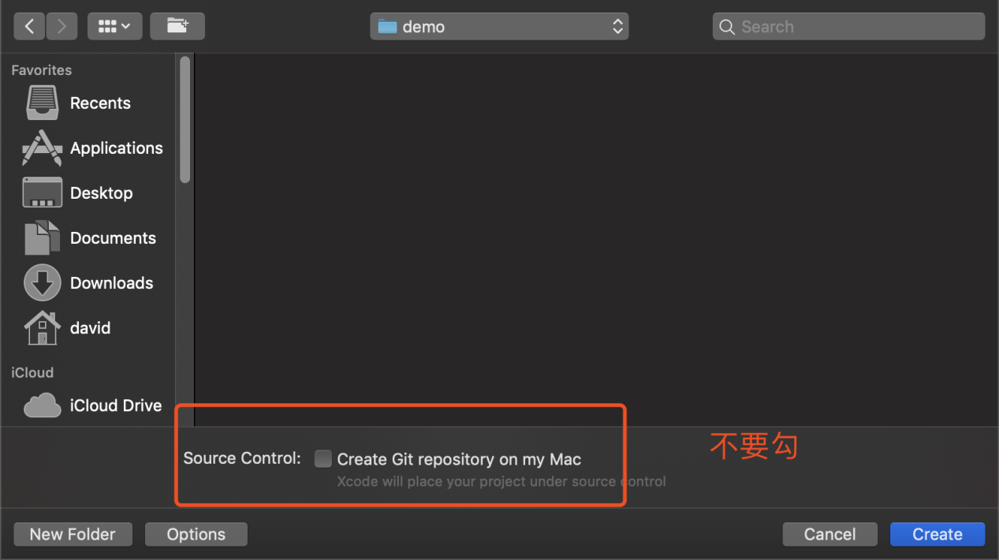 demo
Search
Favorites
Recents
Applications
Desktop
Documents
Downloads
david
iCloud
iCloud Drive
Source Control: Create Git repository on my Mac
Xcode will place your project under source control
不要勾
New Folder Options Cancel Create